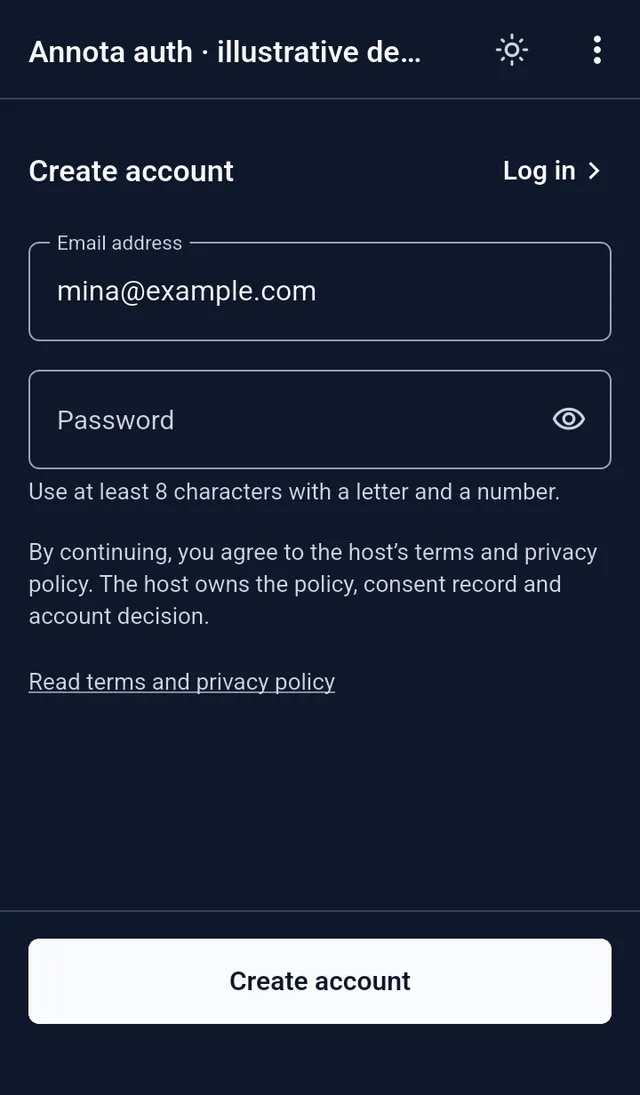 Annota auth · illustrative de…
Create account
Log in
Email address
mina@example.com
Password
Use at least 8 characters with a letter and a number.
By continuing, you agree to the host’s terms and privacy
policy. The host owns the policy, consent record and
account decision.
Read terms and privacy policy
Create account